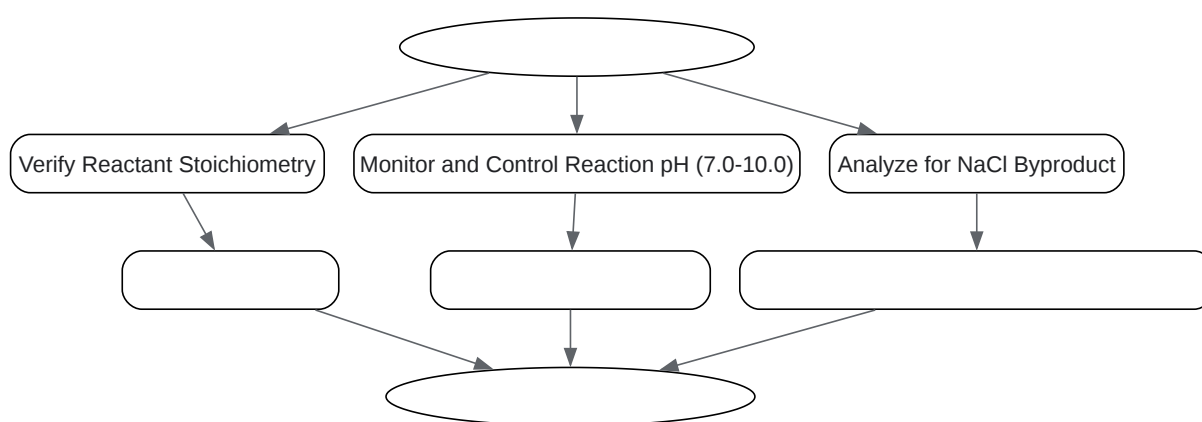 Verify Reactant Stoichiometry
Monitor and Control Reaction pH (7.0-10.0)
Analyze for NaCl Byproduct